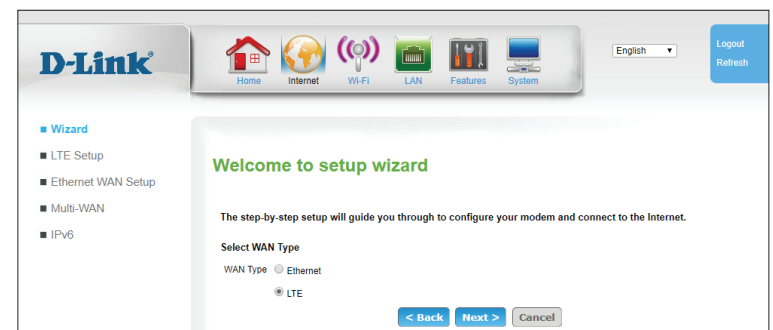 D-Link®
Home Internet Wi-Fi LAN Features System
English
Logout
Refresh
Wizard
LTE Setup
Ethernet WAN Setup
Multi-WAN
IPv6
Welcome to setup wizard
The step-by-step setup will guide you through to configure your modem and connect to the Internet.
Select WAN Type
WAN Type Ethernet
LTE
< Back Next > Cancel